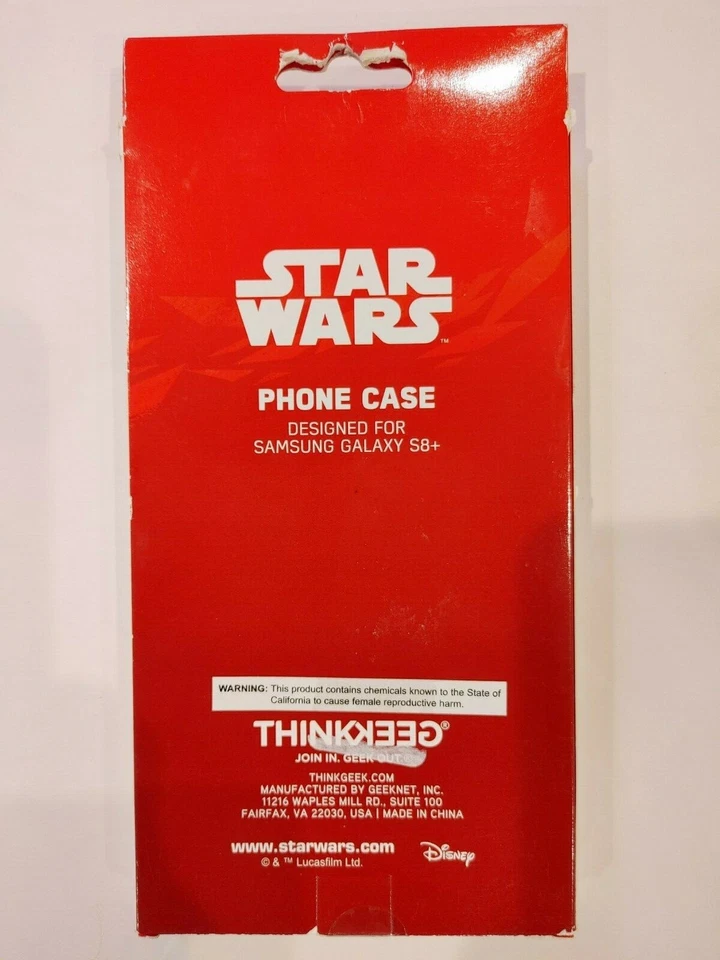 STAR
WARS™
PHONE CASE
DESIGNED FOR
SAMSUNG GALAXY S8+
WARNING: This product contains chemicals known to the State of
California to cause female reproductive harm.
THINKGEEK®
JOIN IN. GEEK OUT.
THINKGEEK.COM
MANUFACTURED BY GEEKNET, INC.
11216 WAPLES MILL RD., SUITE 100
FAIRFAX, VA 22030, USA | MADE IN CHINA
www.starwars.com
© & ™ Lucasfilm Ltd.
Disney